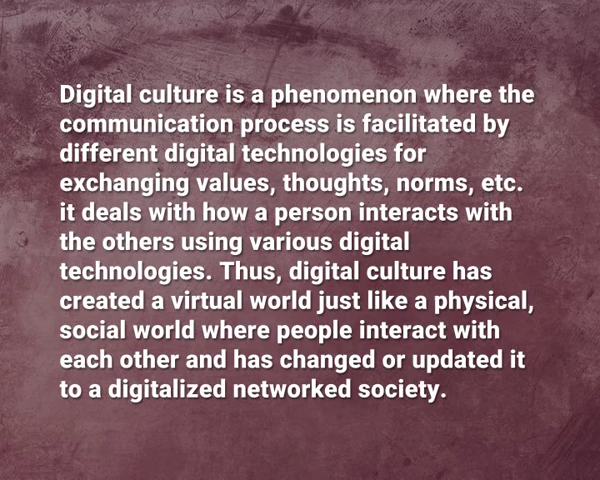 Digital culture is a phenomenon where the
communication process is facilitated by
different digital technologies for
exchanging values, thoughts, norms, etc.
it deals with how a person interacts with
the others using various digital
technologies. Thus, digital culture has
created a virtual world just like a physical,
social world where people interact with
each other and has changed or updated it
to a digitalized networked society.